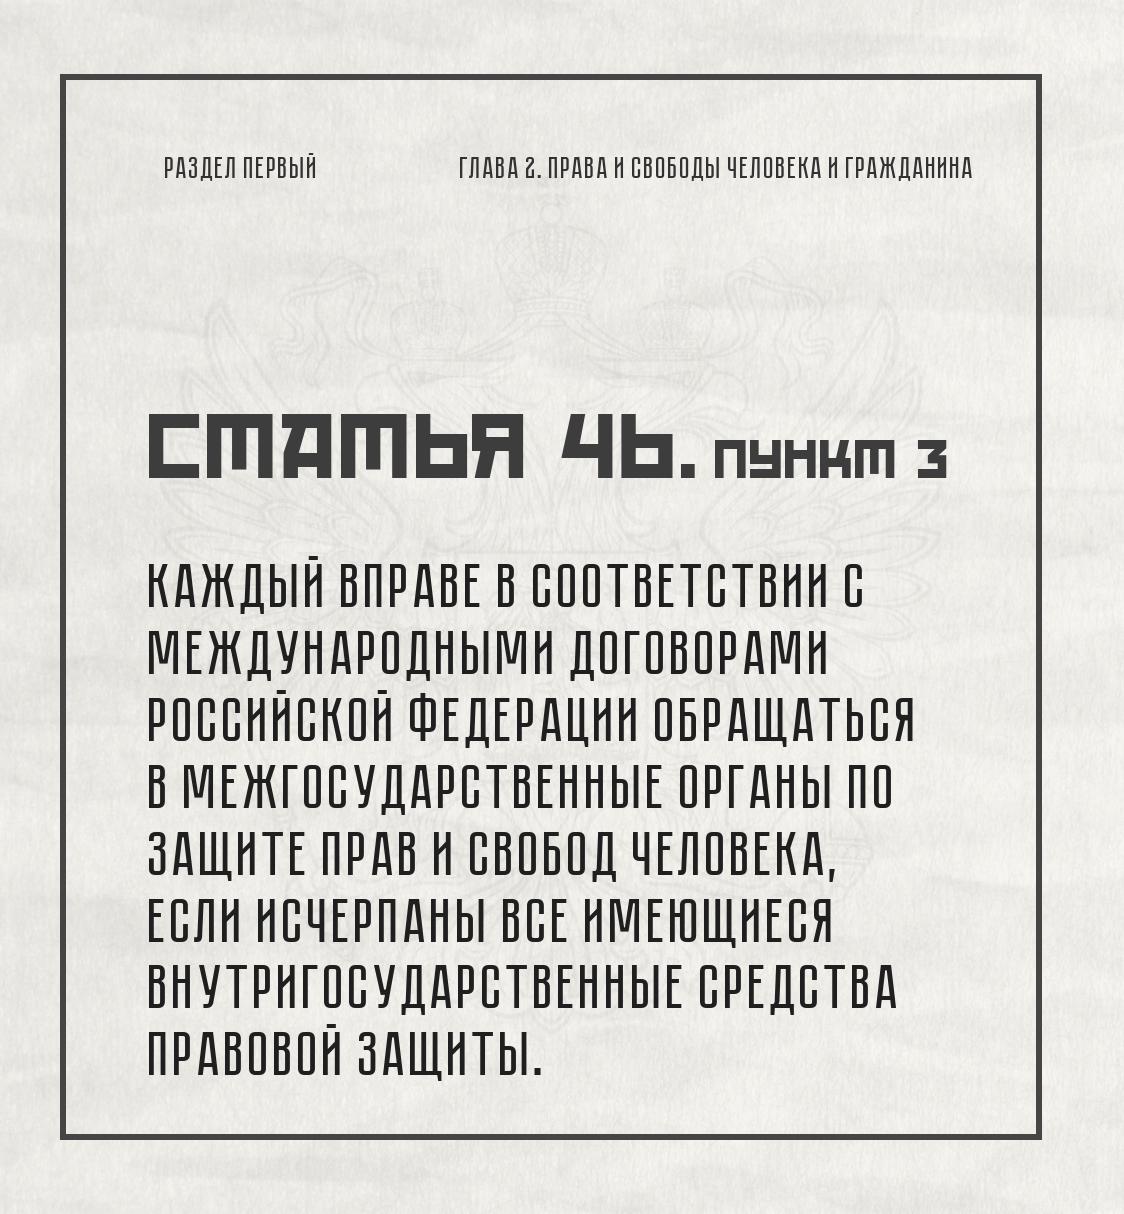 РАЗДЕЛ ПЕРВЫЙ
ГЛАВА 2. ПРАВА И СВОБОДЫ ЧЕЛОВЕКА И ГРАЖДАНИНА
СТАТЬЯ 46. ПУНКТ 3
КАЖДЫЙ ВПРАВЕ В СООТВЕТСТВИИ С
МЕЖДУНАРОДНЫМИ ДОГОВОРАМИ
РОССИЙСКОЙ ФЕДЕРАЦИИ ОБРАЩАТЬСЯ
В МЕЖГОСУДАРСТВЕННЫЕ ОРГАНЫ ПО
ЗАЩИТЕ ПРАВ И СВОБОД ЧЕЛОВЕКА,
ЕСЛИ ИСЧЕРПАНЫ ВСЕ ИМЕЮЩИЕСЯ
ВНУТРИГОСУДАРСТВЕННЫЕ СРЕДСТВА
ПРАВОВОЙ ЗАЩИТЫ.